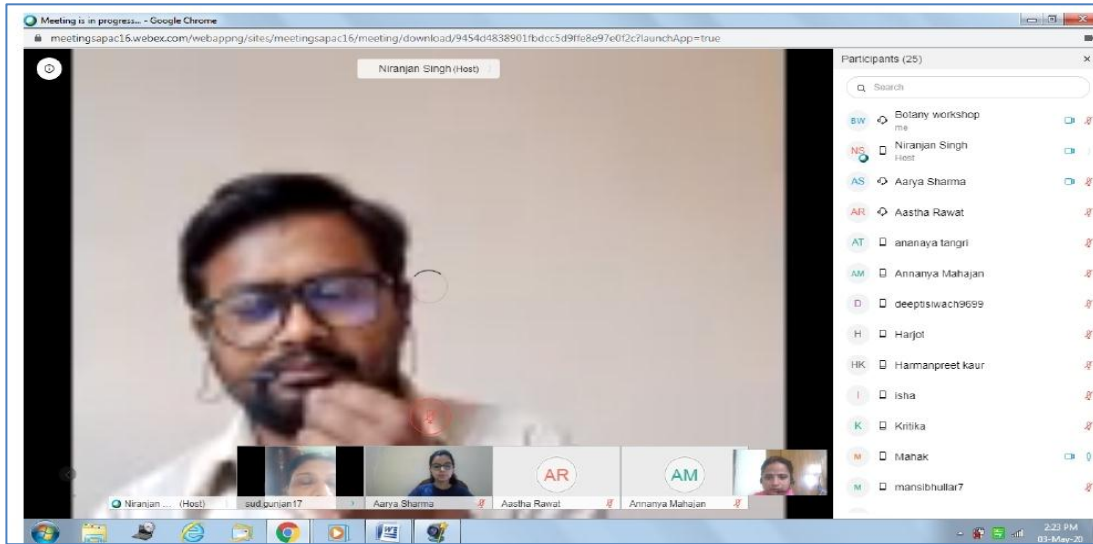 Meeting is in progress... - Google Chrome
meetingsapac16.webex.com/webappng/sites/meetingsapac16/meeting/download/9454d4838901fbdcc5d9ffe8e97e0f2c?launchApp=true
Niranjan Singh (Host)
Participants (25)
Search
BW Botany workshop
me
NS Niranjan Singh
Host
AS Aarya Sharma
AR Aastha Rawat
AT ananaya tangri
AM Annanya Mahajan
D deeptisiwach9699
H Harjot
HK Harmanpreet kaur
I isha
K Kritika
M Mahak
M mansibhullar7
AR
AM
Niranjan ... (Host)
sud.gunjan17
Aarya Sharma
Aastha Rawat
Annanya Mahajan
2:23 PM
03-May-20